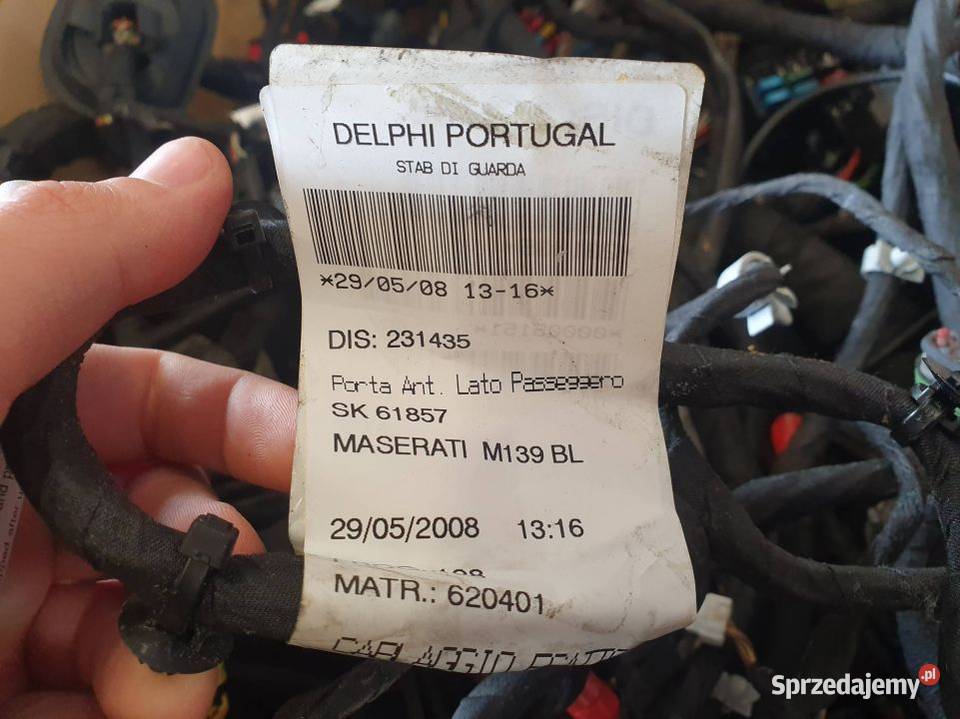 DELPHI PORTUGAL
STAB DI GUARDA
*29/05/08 13-16*
DIS: 231435
Porta Ant. Lato Passeggero
SK 61857
MASERATI M139 BL
29/05/2008 13:16
MATR.: 620401
CABLAGGIO
Sprzedajemy.pl